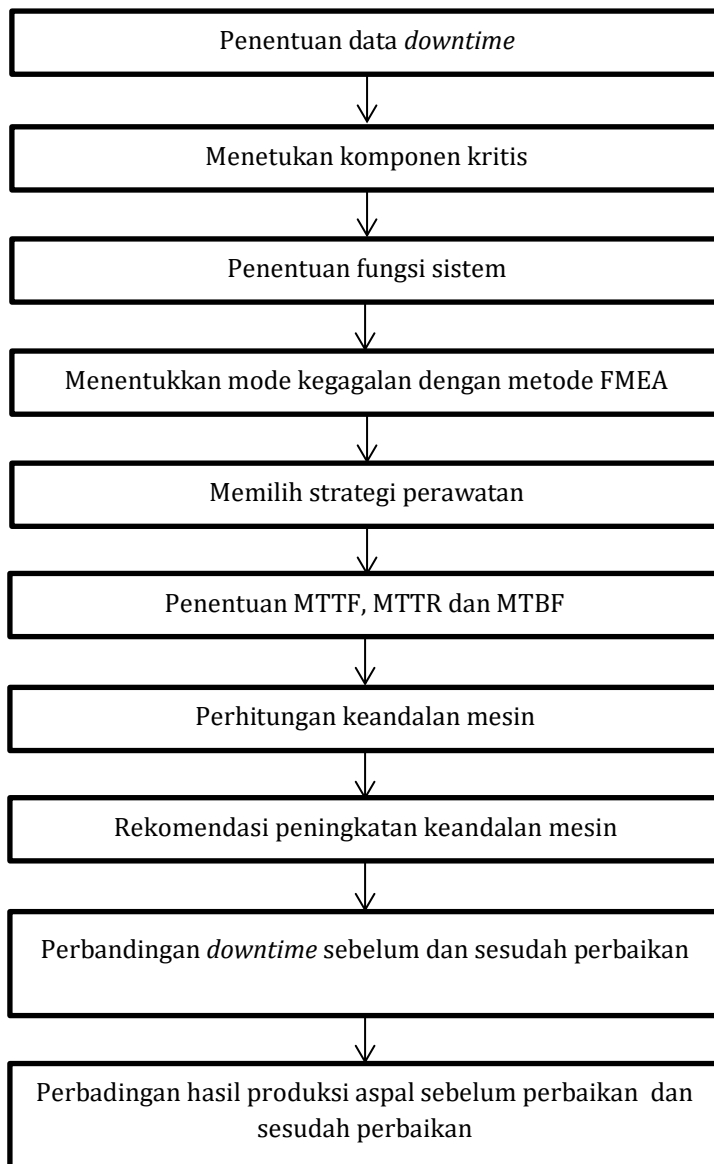 Penentuan data downtime
Menetukan komponen kritis
Penentuan fungsi sistem
Menentukkan mode kegagalan dengan metode FMEA
Memilih strategi perawatan
Penentuan MTTF, MTTR dan MTBF
Perhitungan keandalan mesin
Rekomendasi peningkatan keandalan mesin
Perbandingan downtime sebelum dan sesudah perbaikan
Perbadingan hasil produksi aspal sebelum perbaikan dan
sesudah perbaikan